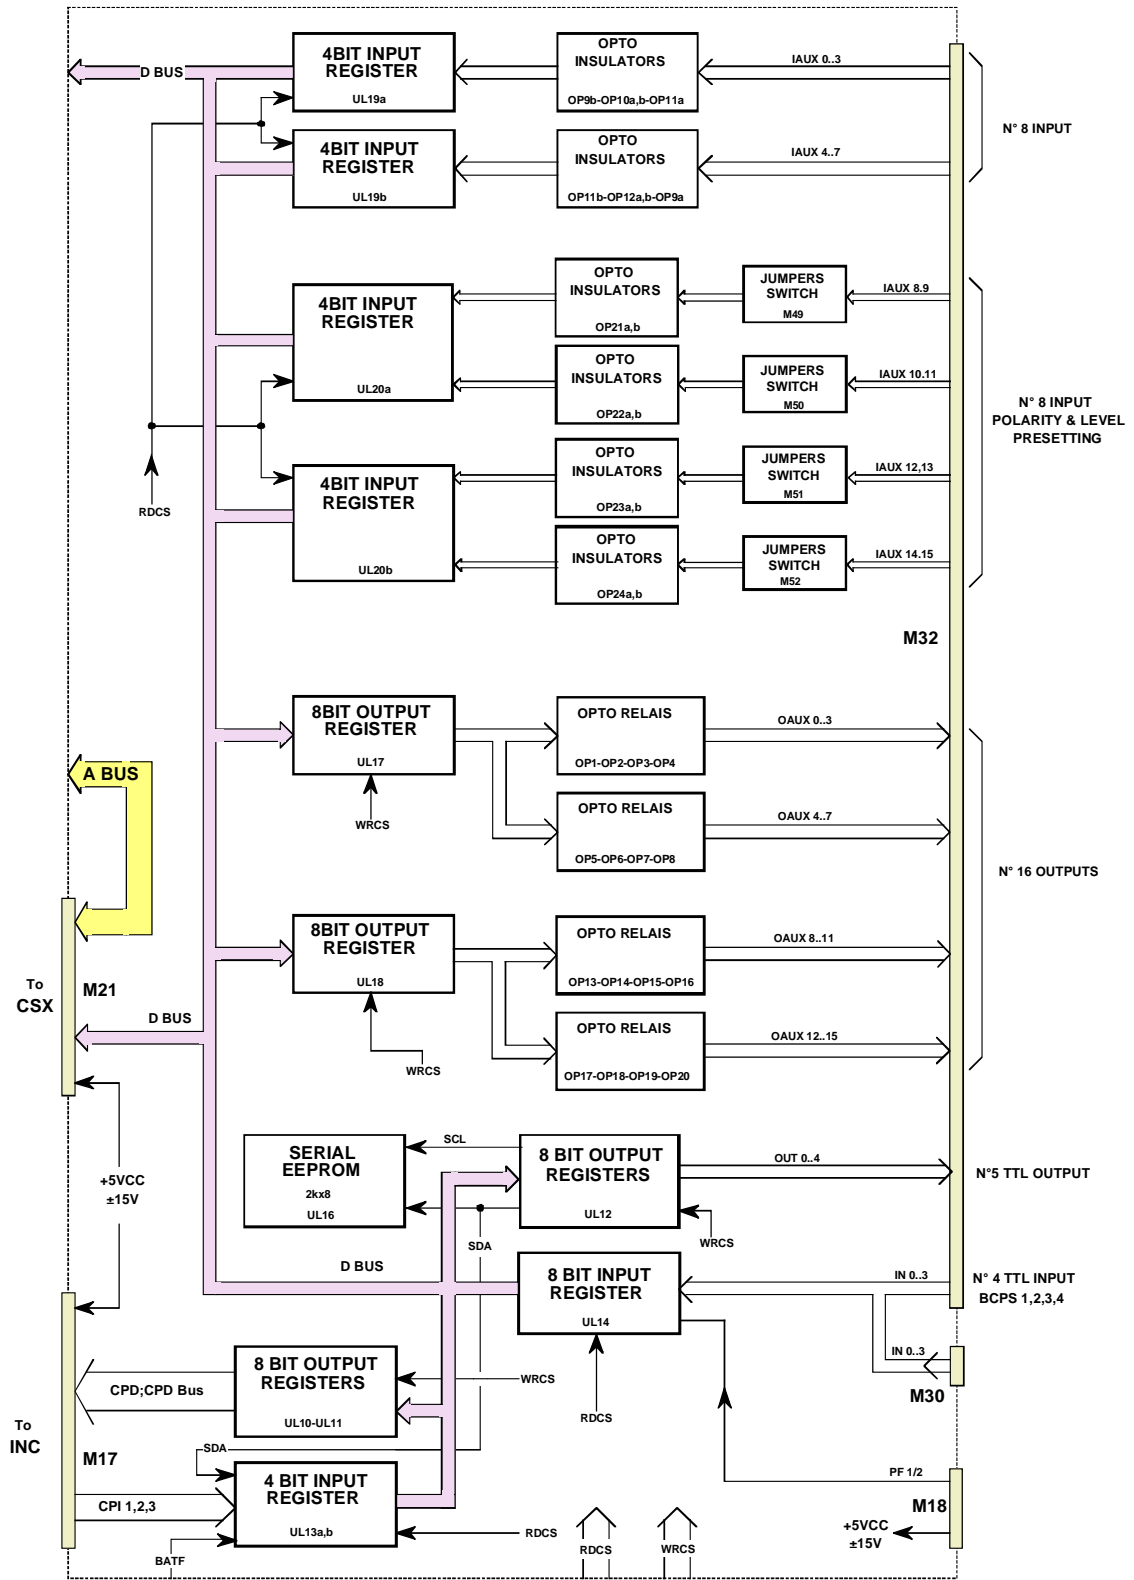 4BIT INPUT
REGISTER
UL19a
OPTO
INSULATORS
OP9b-OP10a,b-OP11a
IAUX 0..3
D BUS
N° 8 INPUT
4BIT INPUT
REGISTER
UL19b
OPTO
INSULATORS
OP11b-OP12a,b-OP9a
IAUX 4..7
4BIT INPUT
REGISTER
UL20a
OPTO
INSULATORS
OP21a,b
JUMPERS
SWITCH
M49
IAUX 8.9
OPTO
INSULATORS
OP22a,b
JUMPERS
SWITCH
M50
IAUX 10.11
N° 8 INPUT
POLARITY & LEVEL
PRESETTING
RDCS
4BIT INPUT
REGISTER
UL20b
OPTO
INSULATORS
OP23a,b
JUMPERS
SWITCH
M51
IAUX 12,13
OPTO
INSULATORS
OP24a,b
JUMPERS
SWITCH
M52
IAUX 14.15
M32
8BIT OUTPUT
REGISTER
UL17
WRCS
OPTO RELAIS
OP1-OP2-OP3-OP4
OAUX 0..3
A BUS
OPTO RELAIS
OP5-OP6-OP7-OP8
OAUX 4..7
N° 16 OUTPUTS
8BIT OUTPUT
REGISTER
UL18
WRCS
OPTO RELAIS
OP13-OP14-OP15-OP16
OAUX 8..11
To
CSX
M21
D BUS
OPTO RELAIS
OP17-OP18-OP19-OP20
OAUX 12..15
+5VCC
±15V
SERIAL
EEPROM
2kx8
UL16
SCL
SDA
8 BIT OUTPUT
REGISTERS
UL12
WRCS
OUT 0..4
N°5 TTL OUTPUT
D BUS
8 BIT INPUT
REGISTER
UL14
RDCS
IN 0..3
N° 4 TTL INPUT
BCPS 1,2,3,4
IN 0..3
M30
CPD;CPD Bus
8 BIT OUTPUT
REGISTERS
UL10-UL11
WRCS
To
INC
M17
SDA
CPI 1,2,3
4 BIT INPUT
REGISTER
UL13a,b
RDCS
BATF
RDCS
WRCS
PF 1/2
M18
+5VCC
±15V